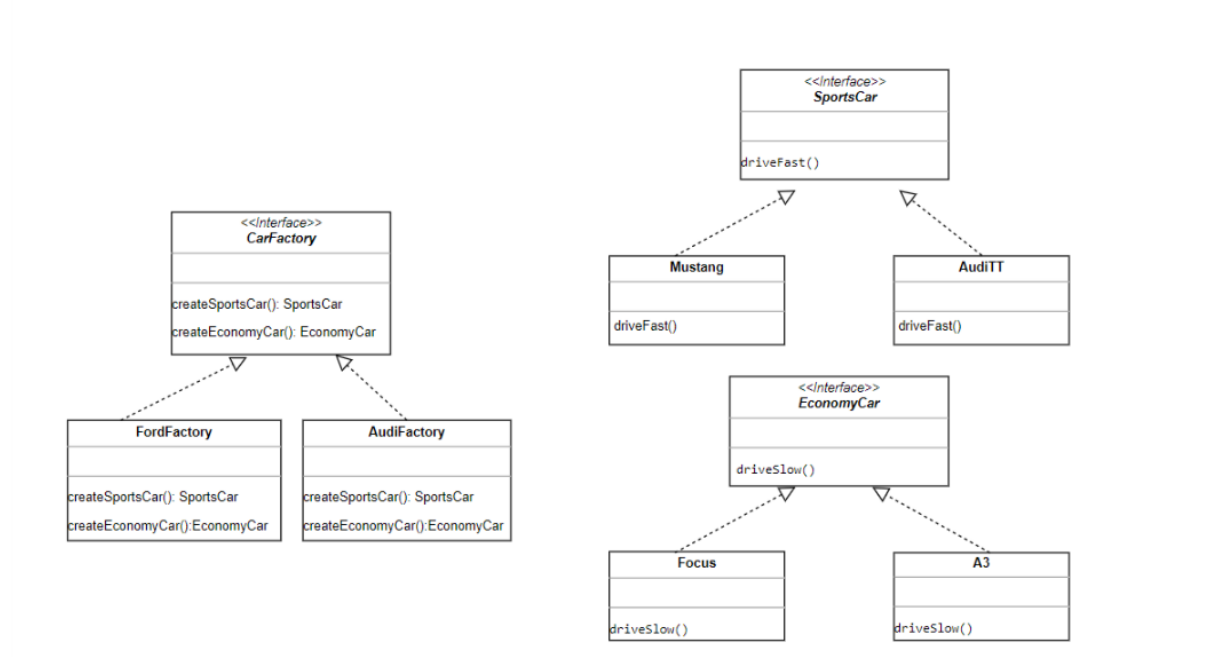 <<Interface>>
SportsCar
driveFast()
<<Interface>>
CarFactory
createSportsCar(): SportsCar
createEconomyCar(): EconomyCar
Mustang
driveFast()
AudiTT
driveFast()
<<Interface>>
EconomyCar
driveSlow()
FordFactory
createSportsCar(): SportsCar
createEconomyCar():EconomyCar
AudiFactory
createSportsCar(): SportsCar
createEconomyCar():EconomyCar
Focus
driveSlow()
A3
driveSlow()